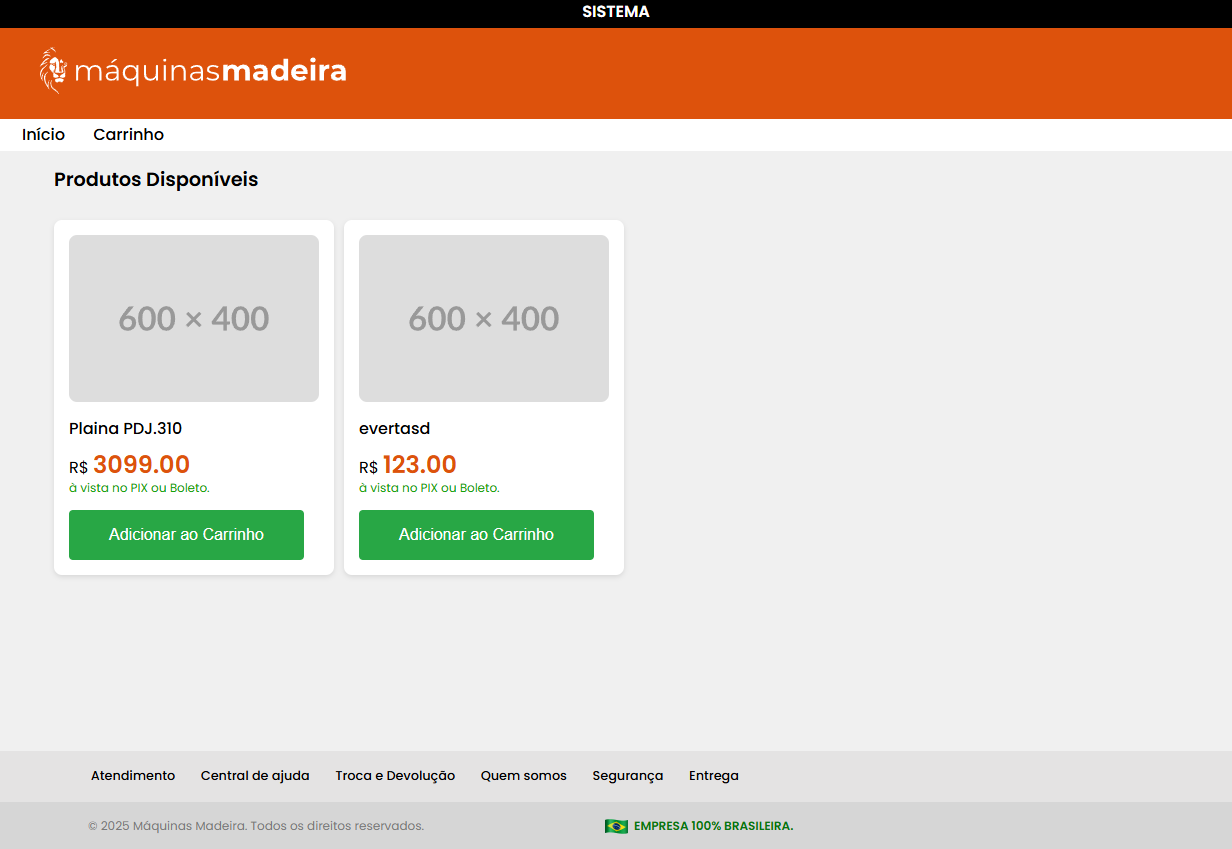 SISTEMA
máquinasmadeira
Início Carrinho
Produtos Disponíveis
600 × 400
600 × 400
Plaina PDJ.310
evertasd
R$ 3099.00
R$ 123.00
à vista no PIX ou Boleto.
à vista no PIX ou Boleto.
Adicionar ao Carrinho
Adicionar ao Carrinho
Atendimento Central de ajuda Troca e Devolução Quem somos Segurança Entrega
© 2025 Máquinas Madeira. Todos os direitos reservados.
EMPRESA 100% BRASILEIRA.